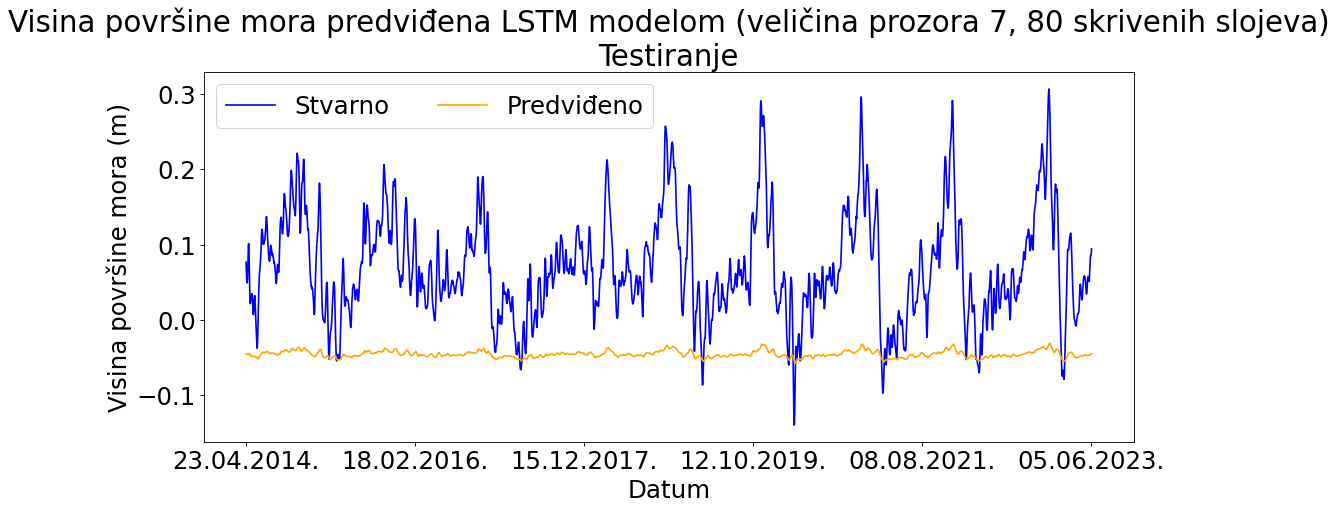 Visina površine mora predviđena LSTM modelom (veličina prozora 7, 80 skrivenih slojeva)
Testiranje
Stvarno Predviđeno
Visina površine mora (m)
0.3
0.2
0.1
0.0
−0.1
23.04.2014. 18.02.2016. 15.12.2017. 12.10.2019. 08.08.2021. 05.06.2023.
Datum